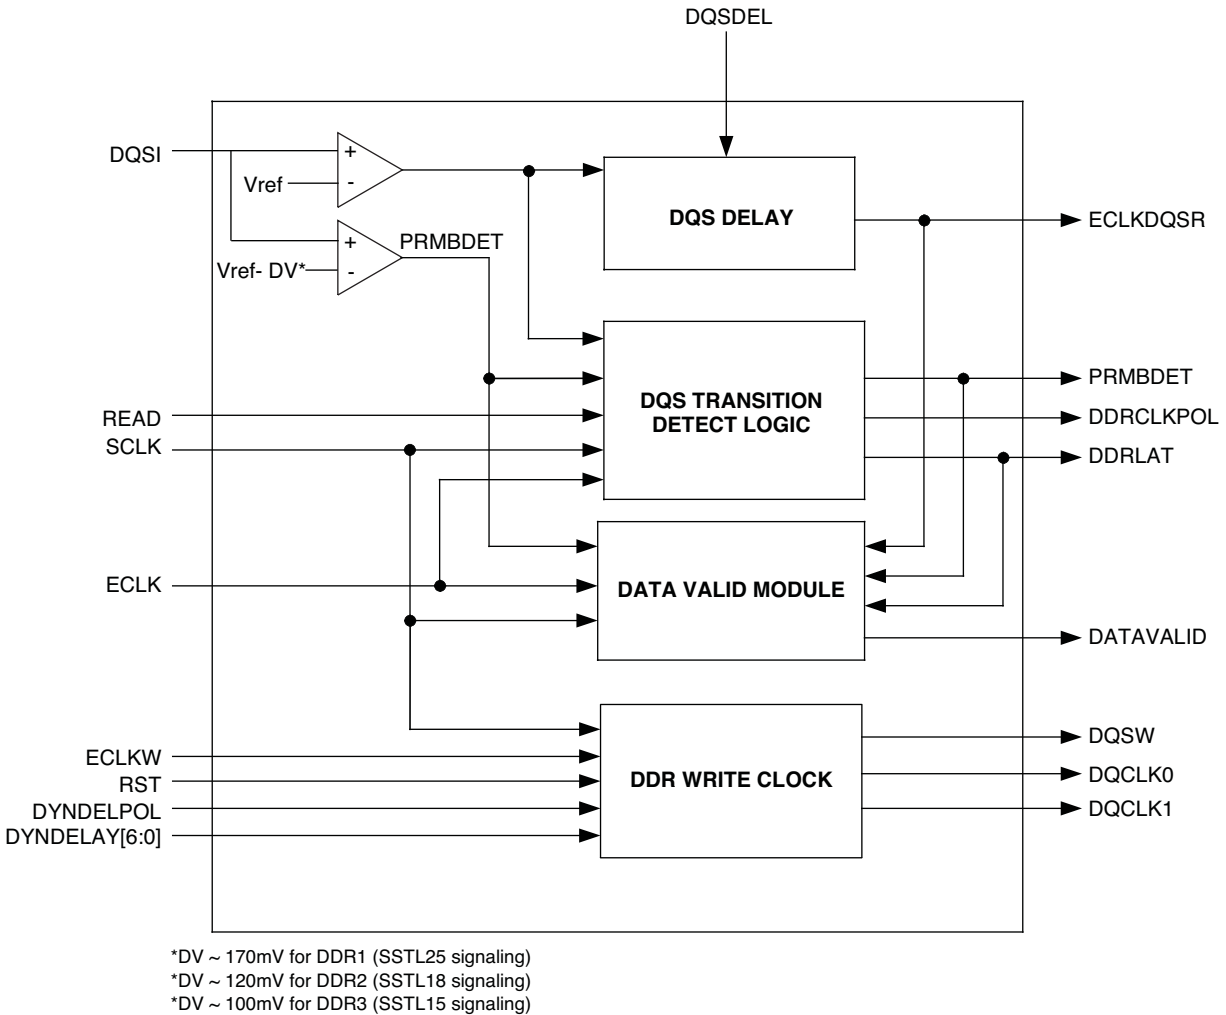 DQSDEL
DQSI
+
Vref
-
DQS DELAY
ECLKDQSR
+
PRMBDET
Vref- DV*
-
PRMBDET
DQS TRANSITION
DETECT LOGIC
READ
DDRCLKPOL
SCLK
DDRLAT
ECLK
DATA VALID MODULE
DATAVALID
DQSW
ECLKW
DDR WRITE CLOCK
DQCLK0
RST
DYNDELPOL
DQCLK1
DYNDELAY[6:0]
*DV ~ 170mV for DDR1 (SSTL25 signaling)
*DV ~ 120mV for DDR2 (SSTL18 signaling)
*DV ~ 100mV for DDR3 (SSTL15 signaling)